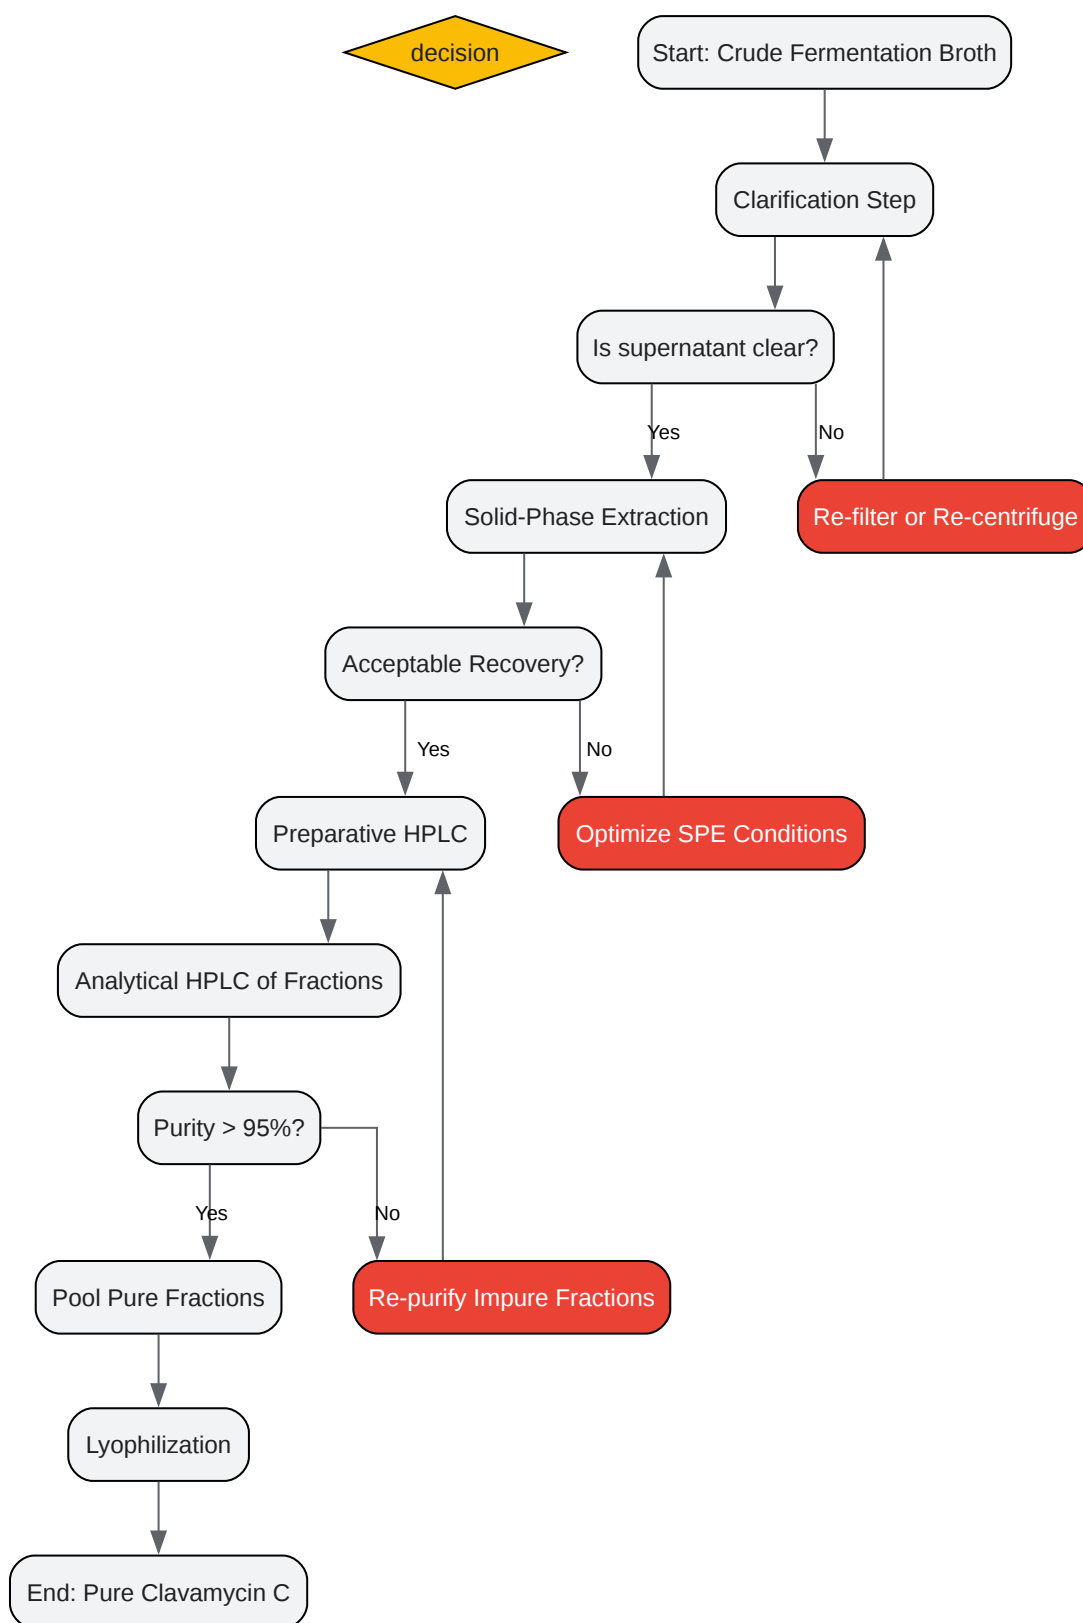 decision
Start: Crude Fermentation Broth
Clarification Step
Is supernatant clear?
Yes
No
Solid-Phase Extraction
Re-filter or Re-centrifuge
Acceptable Recovery?
Yes
No
Preparative HPLC
Optimize SPE Conditions
Analytical HPLC of Fractions
Purity > 95%?
Yes
No
Pool Pure Fractions
Re-purify Impure Fractions
Lyophilization
End: Pure Clavamycin C